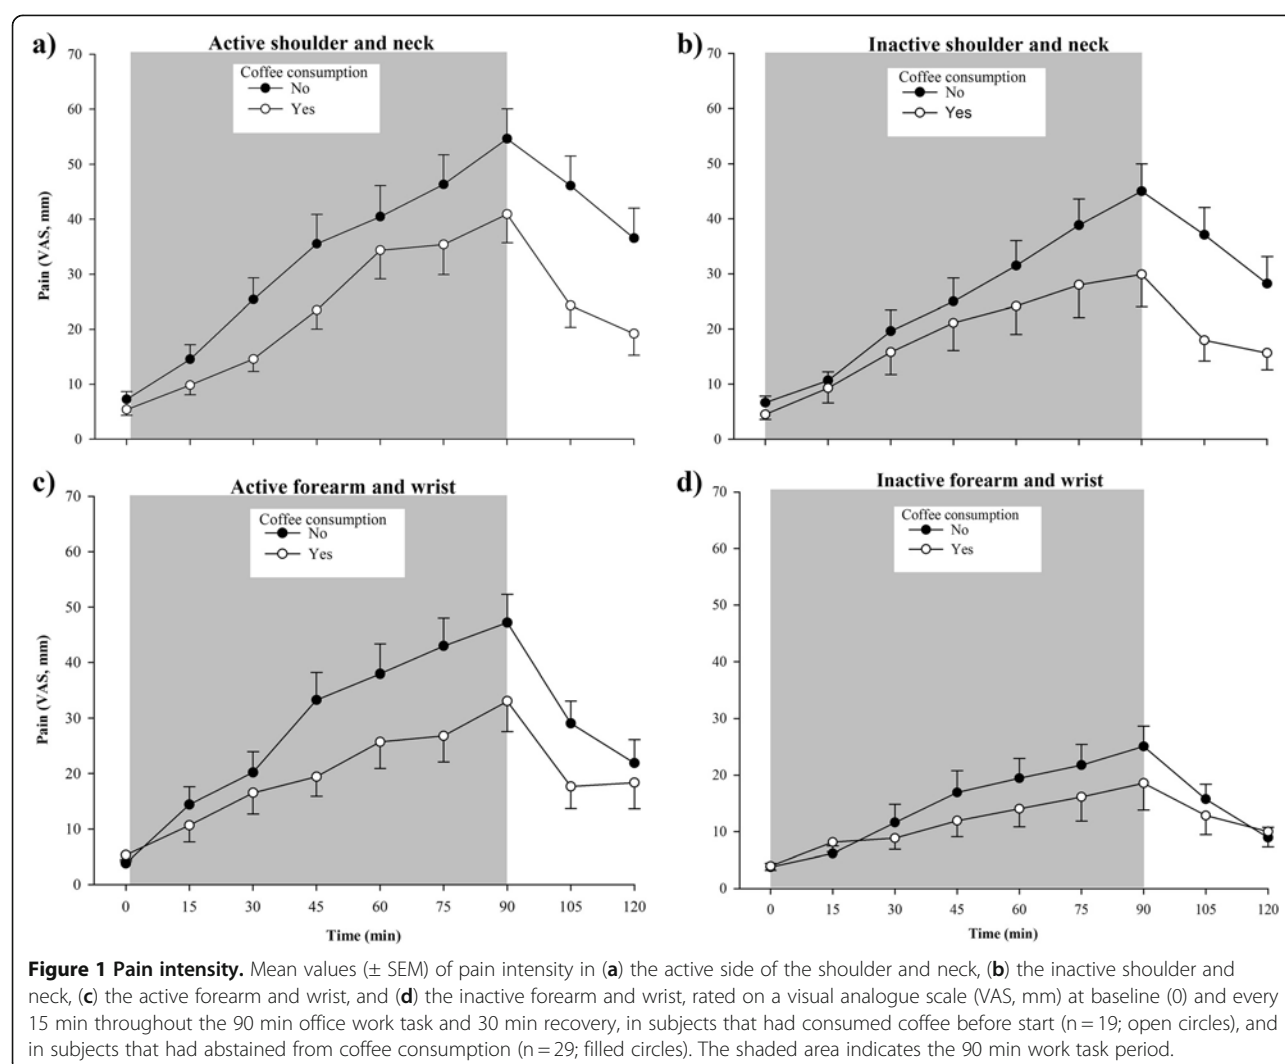 a)
Active shoulder and neck
70
60
50
40
30
20
10
0
Pain (VAS, mm)
Coffee consumption
No
Yes
b)
Inactive shoulder and neck
70
60
50
40
30
20
10
0
Coffee consumption
No
Yes
c)
Active forearm and wrist
70
60
50
40
30
20
10
0
Pain (VAS, mm)
Coffee consumption
No
Yes
0 15 30 45 60 75 90 105 120
Time (min)
d)
Inactive forearm and wrist
70
60
50
40
30
20
10
0
Coffee consumption
No
Yes
0 15 30 45 60 75 90 105 120
Time (min)
Figure 1 Pain intensity. Mean values (± SEM) of pain intensity in (a) the active side of the shoulder and neck, (b) the inactive shoulder and
neck, (c) the active forearm and wrist, and (d) the inactive forearm and wrist, rated on a visual analogue scale (VAS, mm) at baseline (0) and every
15 min throughout the 90 min office work task and 30 min recovery, in subjects that had consumed coffee before start (n = 19; open circles), and
in subjects that had abstained from coffee consumption (n = 29; filled circles). The shaded area indicates the 90 min work task period.